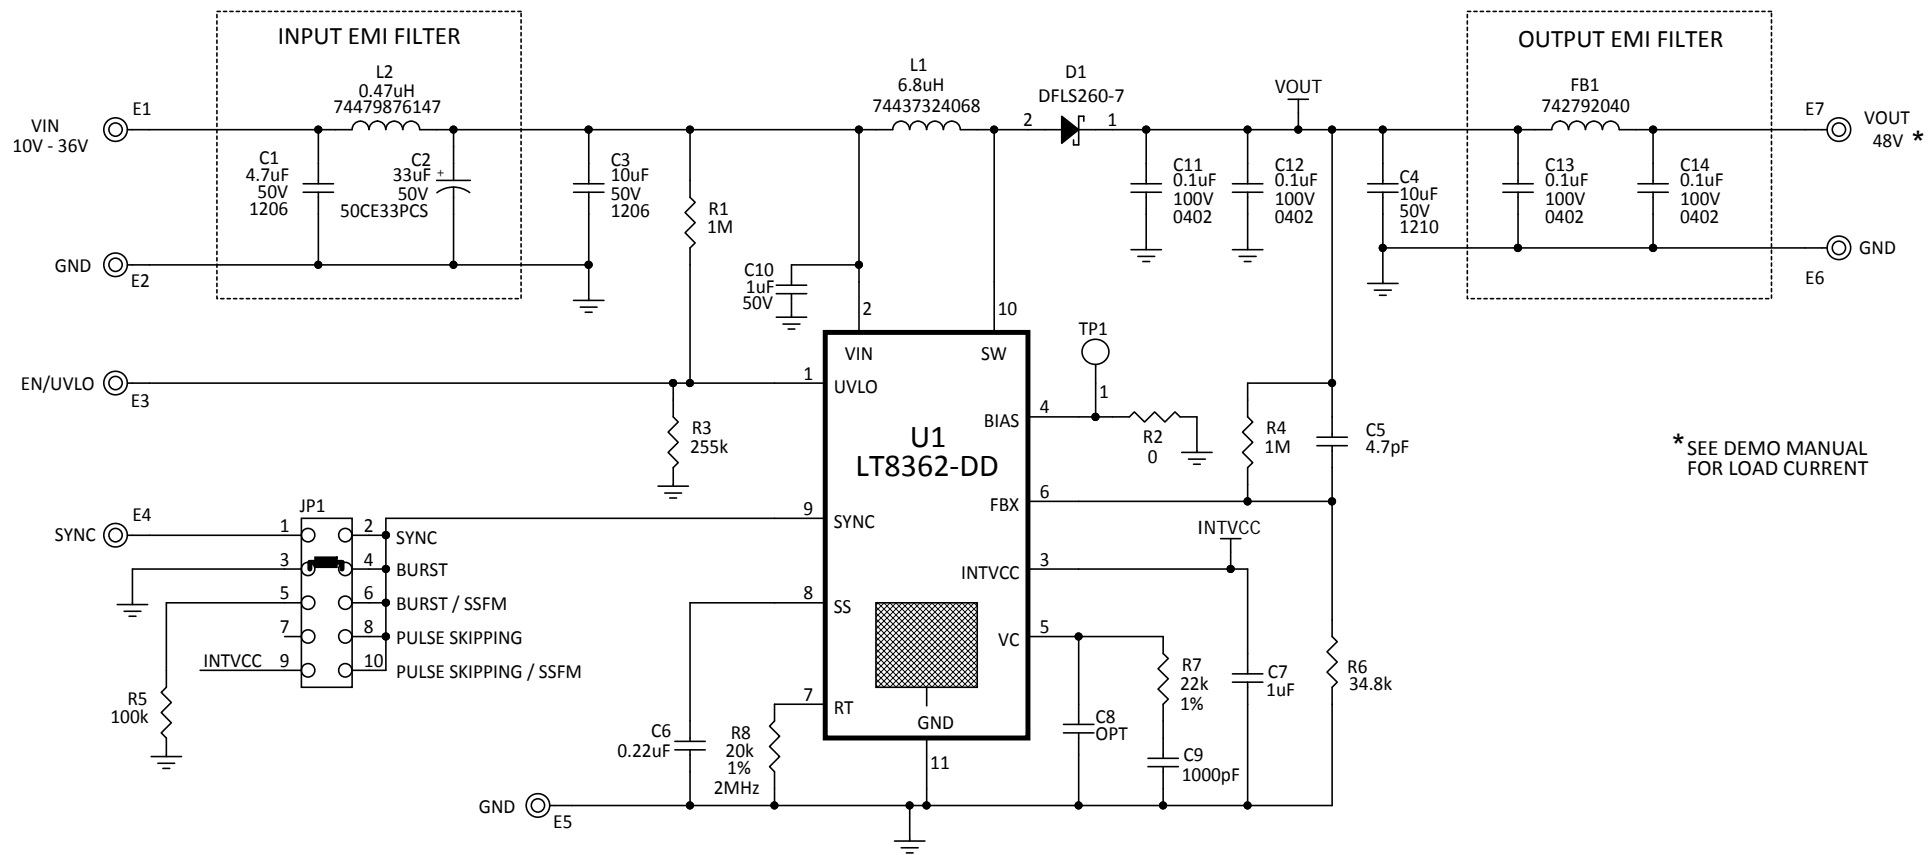 INPUT EMI FILTER
OUTPUT EMI FILTER
L2
0.47uH
74479876147
L1
6.8uH
74437324068
D1
DFLS260-7
2
1
VOUT
FB1
742792040
E1
VIN
10V - 36V
E7
VOUT
48V *
C1
4.7uF
50V
1206
C2
33uF
50V
50CE33PCS
+
C3
10uF
50V
1206
R1
1M
C11
0.1uF
100V
0402
C12
0.1uF
100V
0402
C4
10uF
50V
1210
C13
0.1uF
100V
0402
C14
0.1uF
100V
0402
GND
E2
GND
E6
C10
1uF
50V
2
10
VIN
SW
TP1
1
EN/UVLO
E3
1
UVLO
4
BIAS
R2
0
R3
255k
U1
LT8362-DD
R4
1M
C5
4.7pF
* SEE DEMO MANUAL
FOR LOAD CURRENT
6
FBX
JP1
SYNC
E4
1
2
SYNC
3
4
BURST
5
6
BURST / SSFM
7
8
PULSE SKIPPING
INTVCC
9
10
PULSE SKIPPING / SSFM
9
SYNC
INTVCC
3
INTVCC
8
SS
5
VC
R5
100k
R7
22k
1%
C7
1uF
R6
34.8k
7
RT
GND
C6
0.22uF
R8
20k
1%
2MHz
C8
OPT
C9
1000pF
11
GND
E5